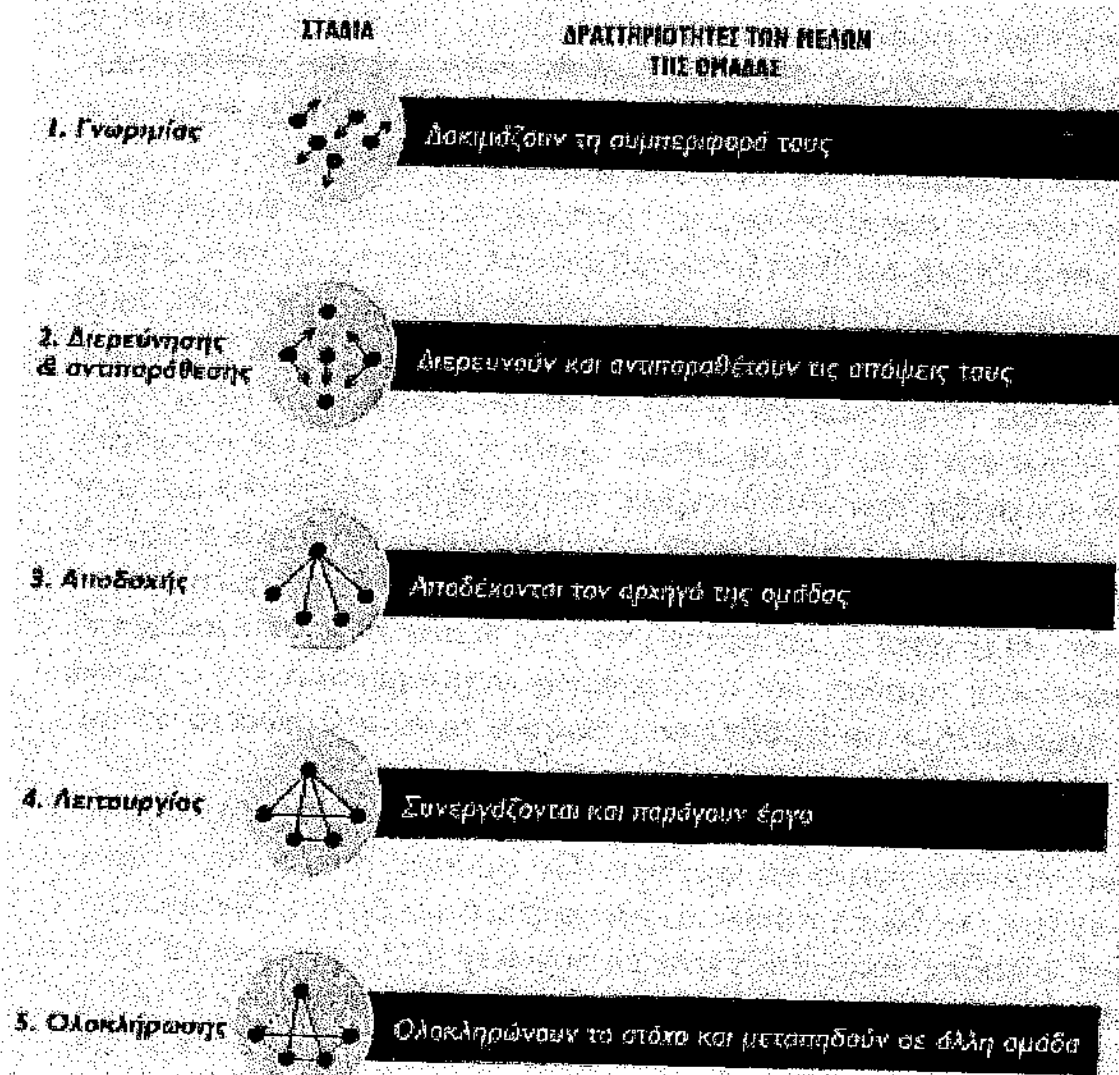 ΣΤΑΔΙΑ
ΔΡΑΣΤΗΡΙΟΤΗΤΕΣ ΤΩΝ ΜΕΛΩΝ
ΤΗΣ ΟΜΑΔΑΣ
1. Γνωριμίας
Δοκιμάζουν τη συμπεριφορά τους
2. Διερεύνησης
& αντιπαράθεσης
Διερευνούν και αντιπαραθέτουν τις απόψεις τους
3. Αποδοχής
Αποδέχονται τον αρχηγό της ομάδας
4. Λειτουργίας
Συνεργάζονται και παράγουν έργο
5. Ολοκλήρωσης
Ολοκληρώνουν το στόχο και μεταπηδούν σε άλλη ομάδα